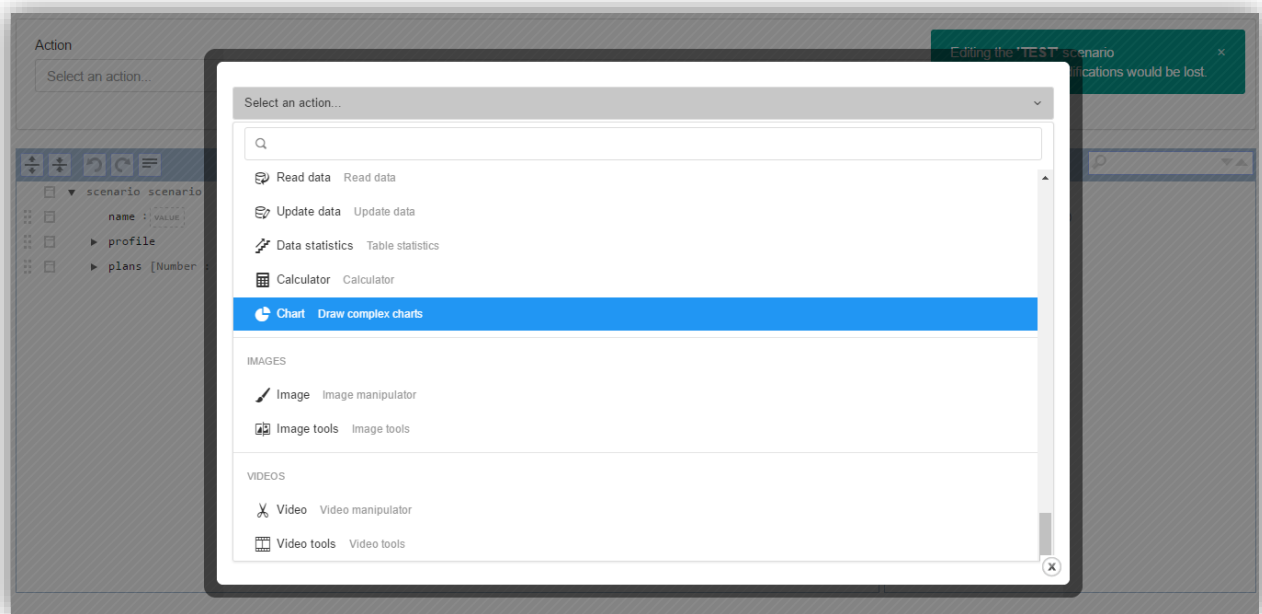 Action
Editing the 'TEST' scenario ×
Select an action...
ifications would be lost.
Select an action...
Read data Read data
scenario scenario
Update data Update data
name : VALUE
profile
Data statistics Table statistics
plans [Number :
Calculator Calculator
Chart Draw complex charts
IMAGES
Image Image manipulator
Image tools Image tools
VIDEOS
Video Video manipulator
Video tools Video tools
x